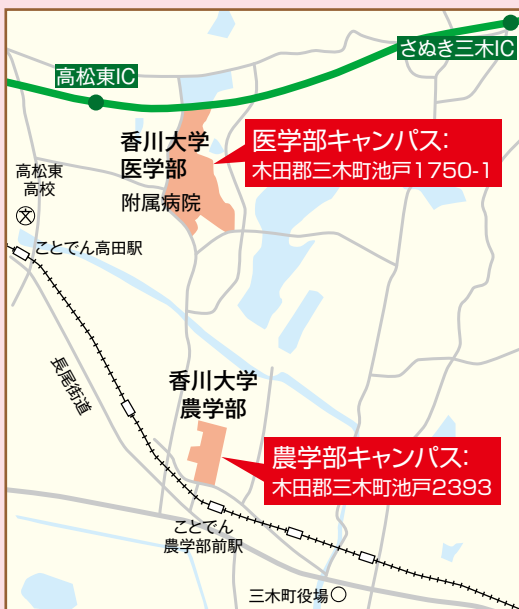 さぬき三木IC
高松東IC
香川大学
医学部
附属病院
医学部キャンパス：
木田郡三木町池戸1750-1
高松東
高校
文
ことでん高田駅
長尾街道
香川大学
農学部
農学部キャンパス：
木田郡三木町池戸2393
ことでん
農学部前駅
三木町役場